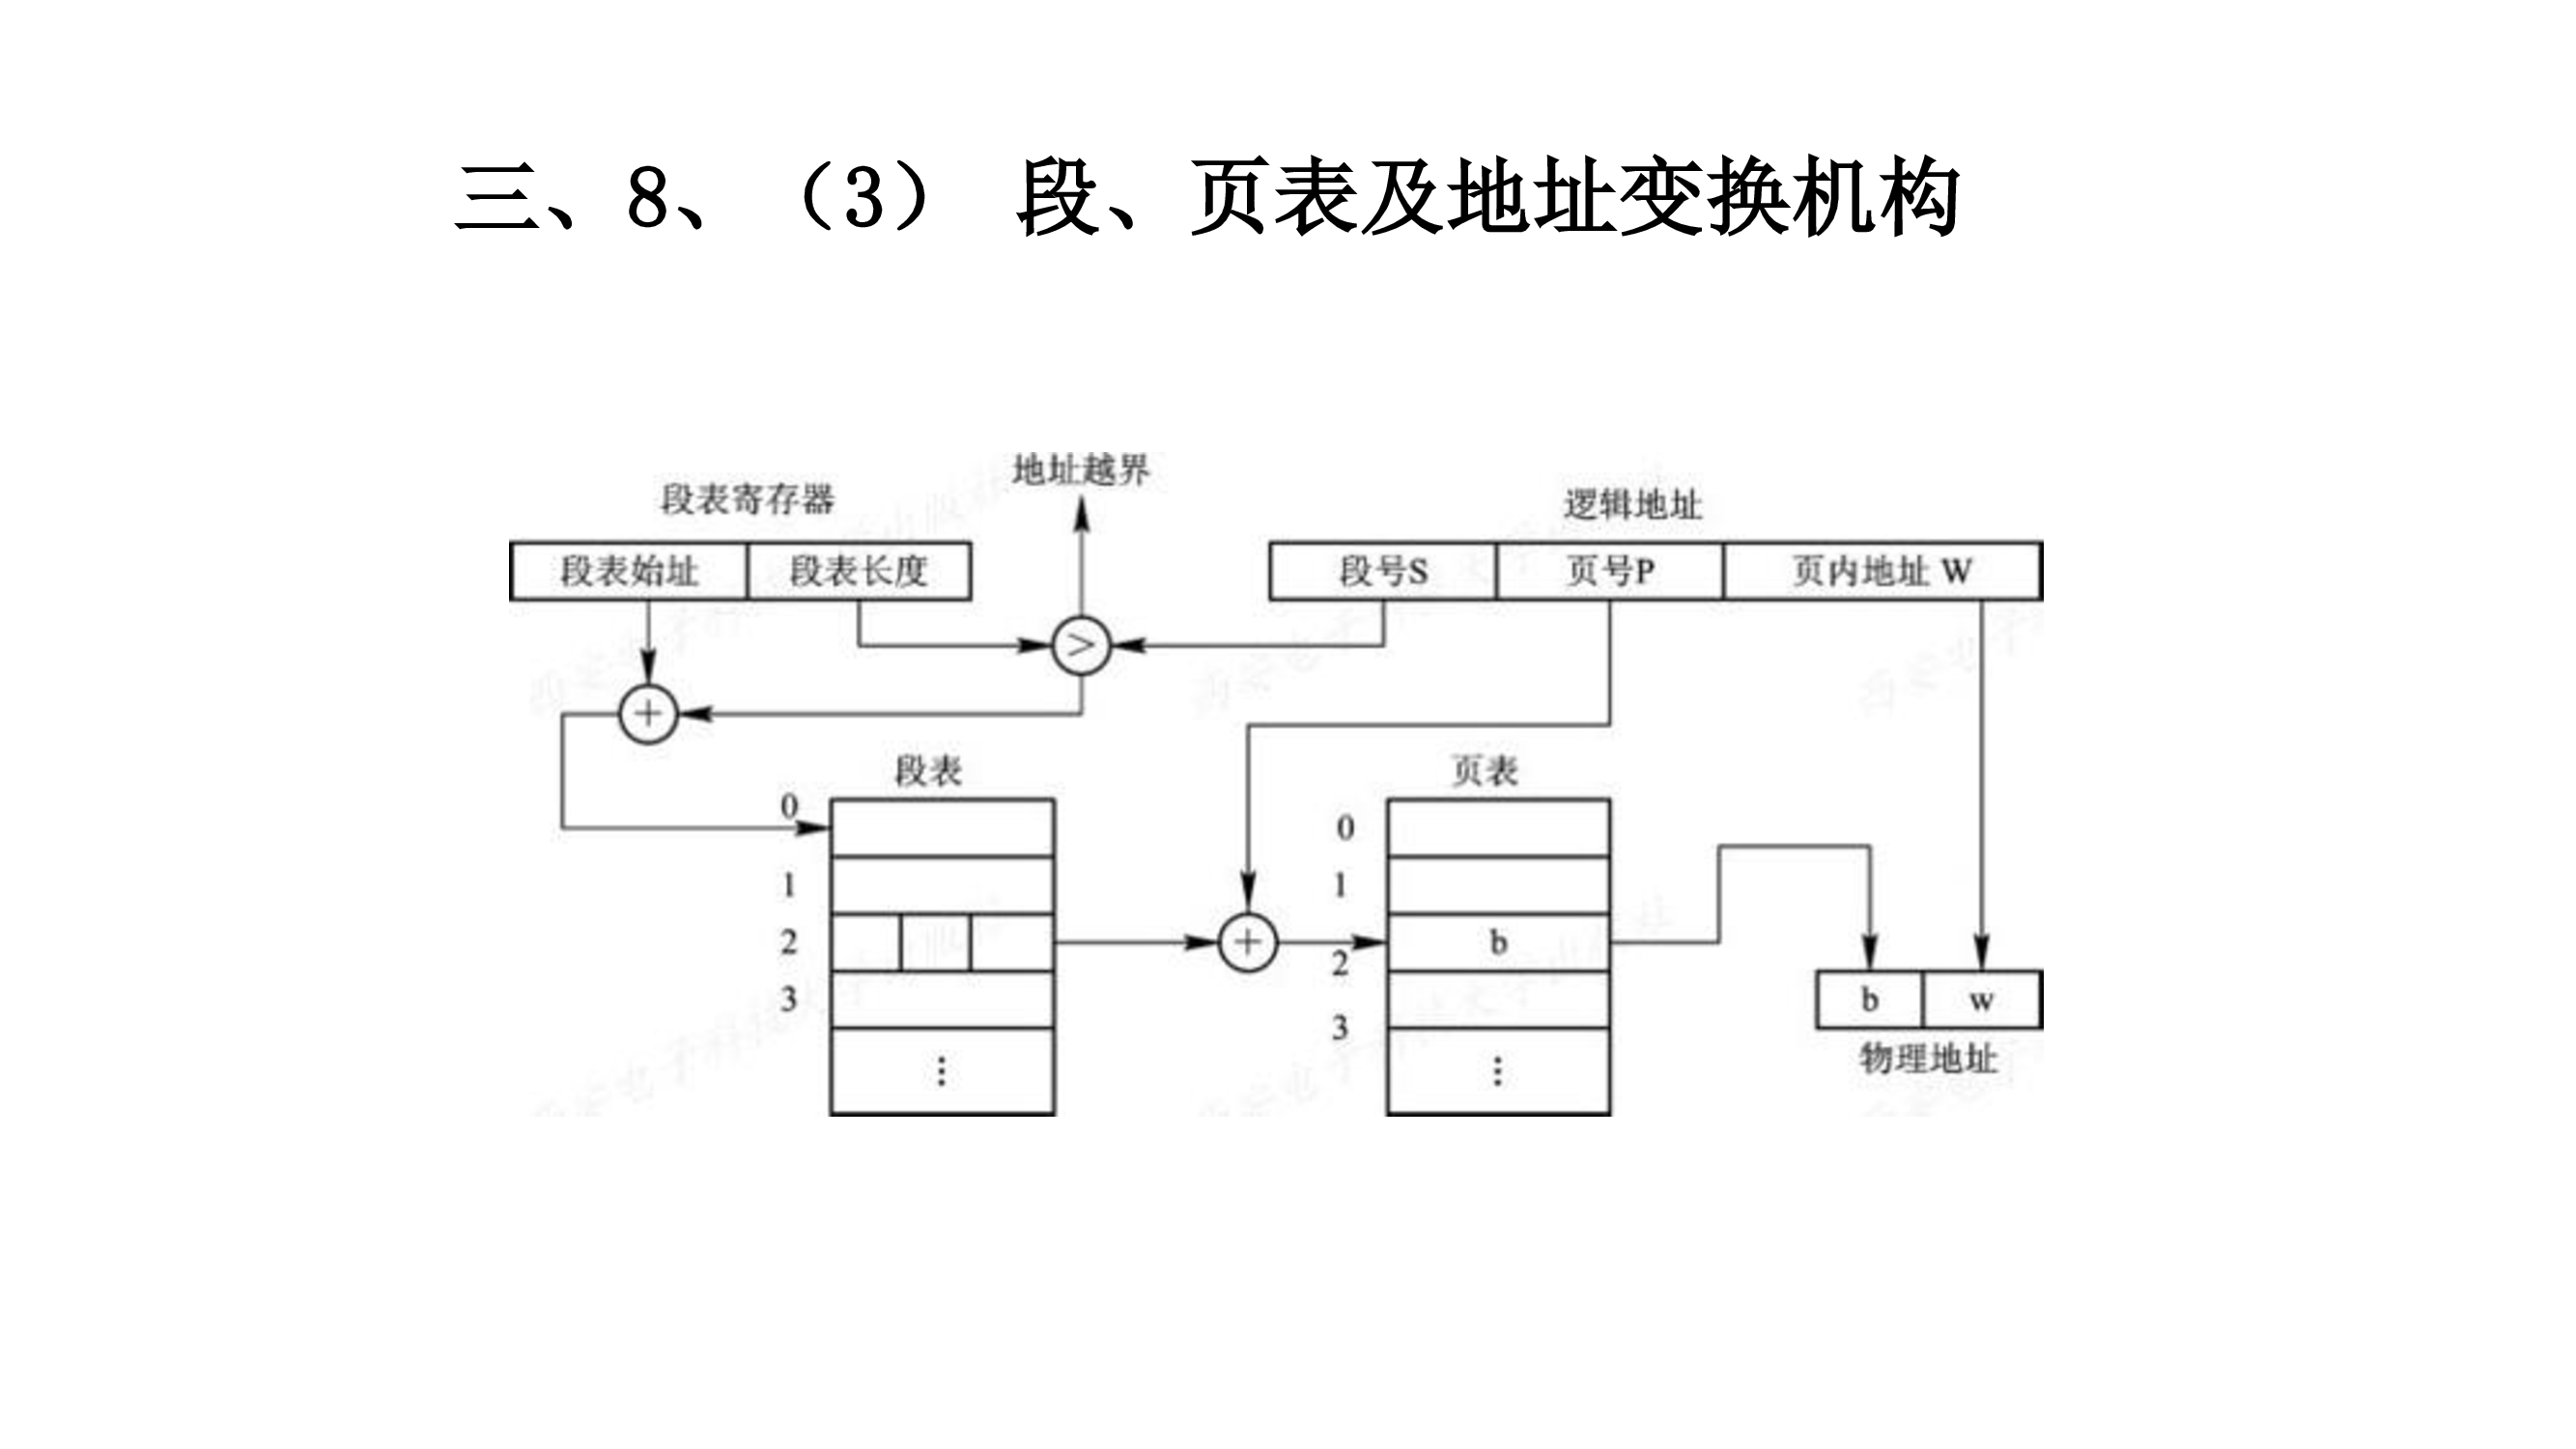 三、8、（3） 段、页表及地址变换机构
地址越界
段表寄存器
逻辑地址
段表始址 段表长度
段号S 页号P 页内地址 W
>
+
段表
页表
0
1
2
3
⋮
+
0
1
2
3
b
⋮
b w
物理地址